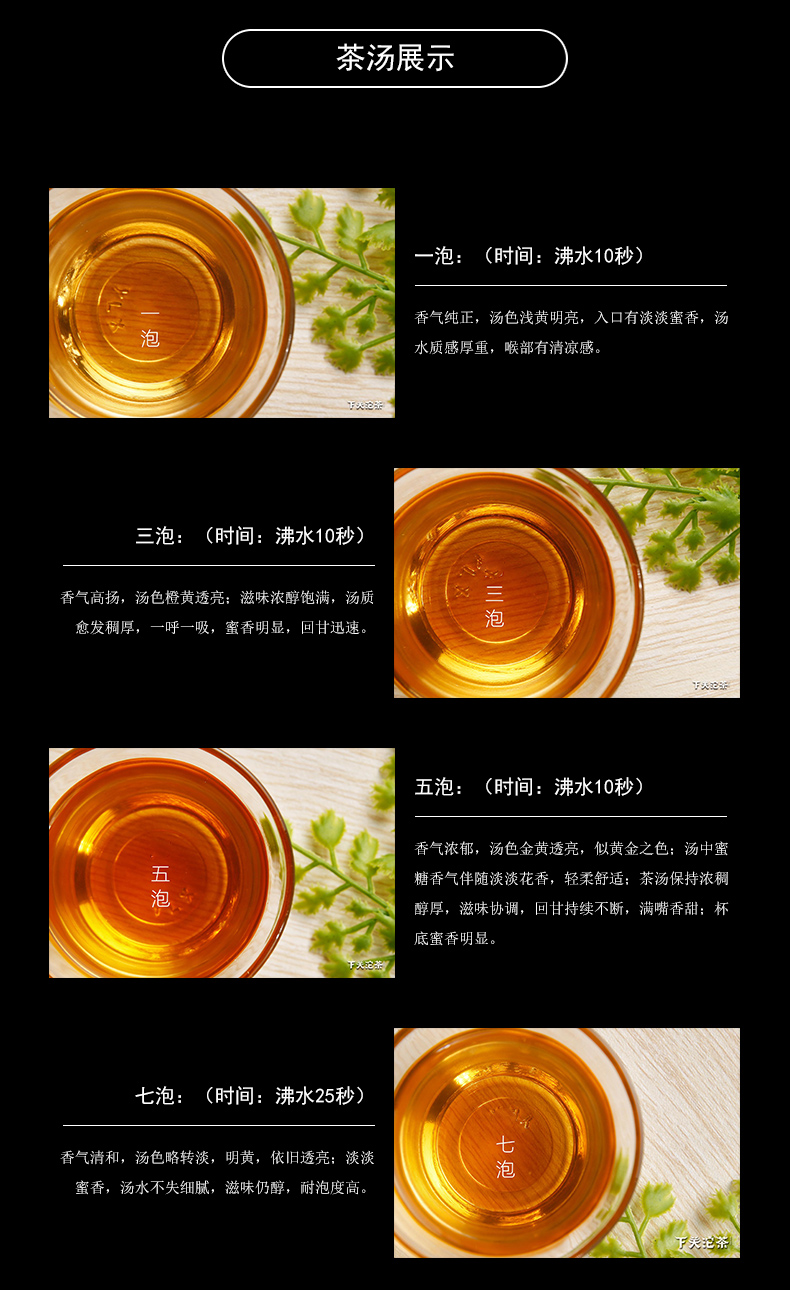 茶汤展示
一泡
下关沱茶
一泡：（时间：沸水10秒）
香气纯正，汤色浅黄明亮，入口有淡淡蜜香，汤
水质感厚重，喉部有清凉感。
三泡：（时间：沸水10秒）
香气高扬，汤色橙黄透亮；滋味浓醇饱满，汤质
愈发稠厚，一呼一吸，蜜香明显，回甘迅速。
三泡
下关沱茶
五泡
下关沱茶
五泡：（时间：沸水10秒）
香气浓郁，汤色金黄透亮，似黄金之色；汤中蜜
糖香气伴随淡淡花香，轻柔舒适；茶汤保持浓稠
醇厚，滋味协调，回甘持续不断，满嘴香甜；杯
底蜜香明显。
七泡：（时间：沸水25秒）
香气清和，汤色略转淡，明黄，依旧透亮；淡淡
蜜香，汤水不失细腻，滋味仍醇，耐泡度高。
七泡
下关沱茶